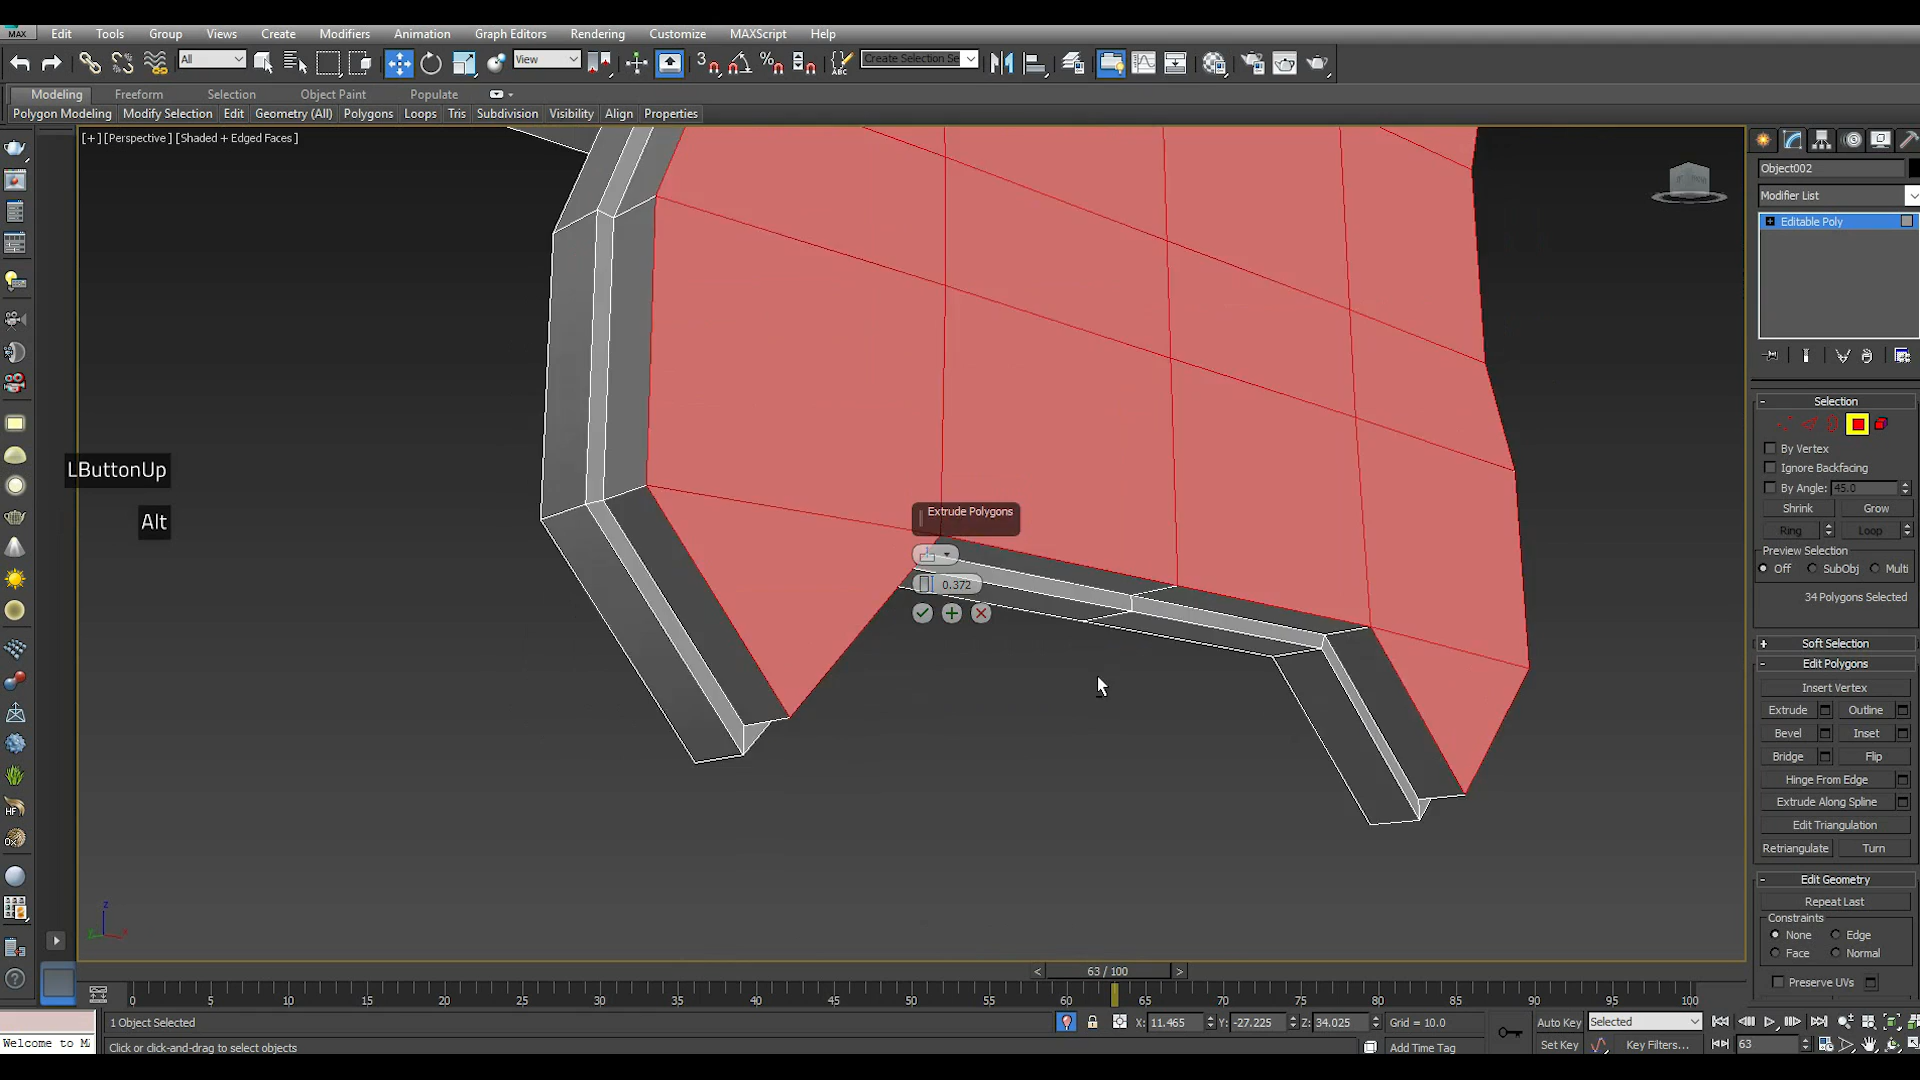 MAX Edit Tools Group Views Create Modifiers Animation Graph Editors Rendering Customize MAXScript Help
All View Create Selection Se
Modeling Freeform Selection Object Paint Populate
Polygon Modeling Modify Selection Edit Geometry (All) Polygons Loops Tris Subdivision Visibility Align Properties
[+] [Perspective] [Shaded + Edged Faces]
Object002
Modifier List
Editable Poly
LButtonUp
Alt
Extrude Polygons
0.372
Selection
By Vertex
Ignore Backfacing
By Angle: 45.0
Shrink Grow
Ring Loop
Preview Selection
Off SubObj Multi
34 Polygons Selected
Soft Selection
Edit Polygons
Insert Vertex
Extrude Outline
Bevel Inset
Bridge Flip
Hinge From Edge
Extrude Along Spline
Edit Triangulation
Retriangulate Turn
Edit Geometry
Repeat Last
Constraints
None Edge
Face Normal
Preserve UVs
z
< 63 / 100 >
0 5 10 15 20 25 30 35 40 45 50 55 60 65 70 75 80 85 90 95 100
1 Object Selected X: 11.465 Y: -27.225 Z: 34.025 Grid = 10.0 Auto Key Selected
Welcome to Click or click-and-drag to select objects Add Time Tag Set Key Key Filters... 63